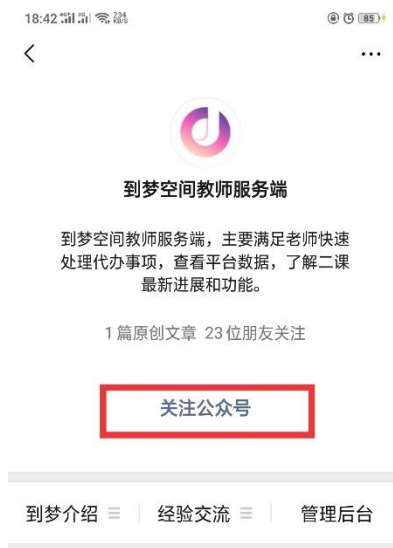 18:42
85
到梦空间教师服务端
到梦空间教师服务端，主要满足老师快速
处理代办事项，查看平台数据，了解二课
最新进展和功能。
1篇原创文章 23位朋友关注
关注公众号
到梦介绍 经验交流 管理后台